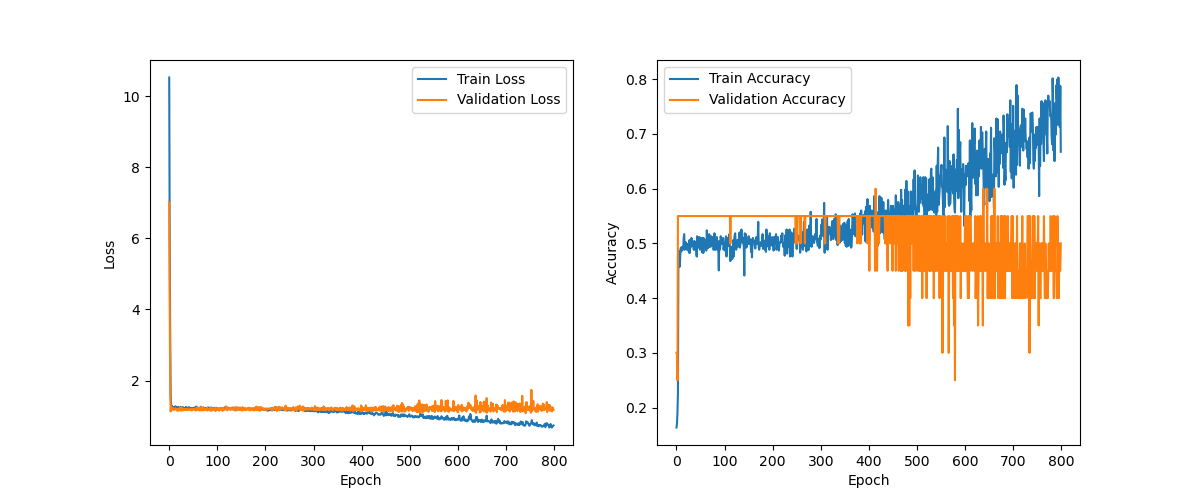 Train Loss
Validation Loss
10
8
6
4
2
Loss
0 100 200 300 400 500 600 700 800
Epoch
Train Accuracy
Validation Accuracy
0.8
0.7
0.6
0.5
0.4
0.3
0.2
Accuracy
0 100 200 300 400 500 600 700 800
Epoch